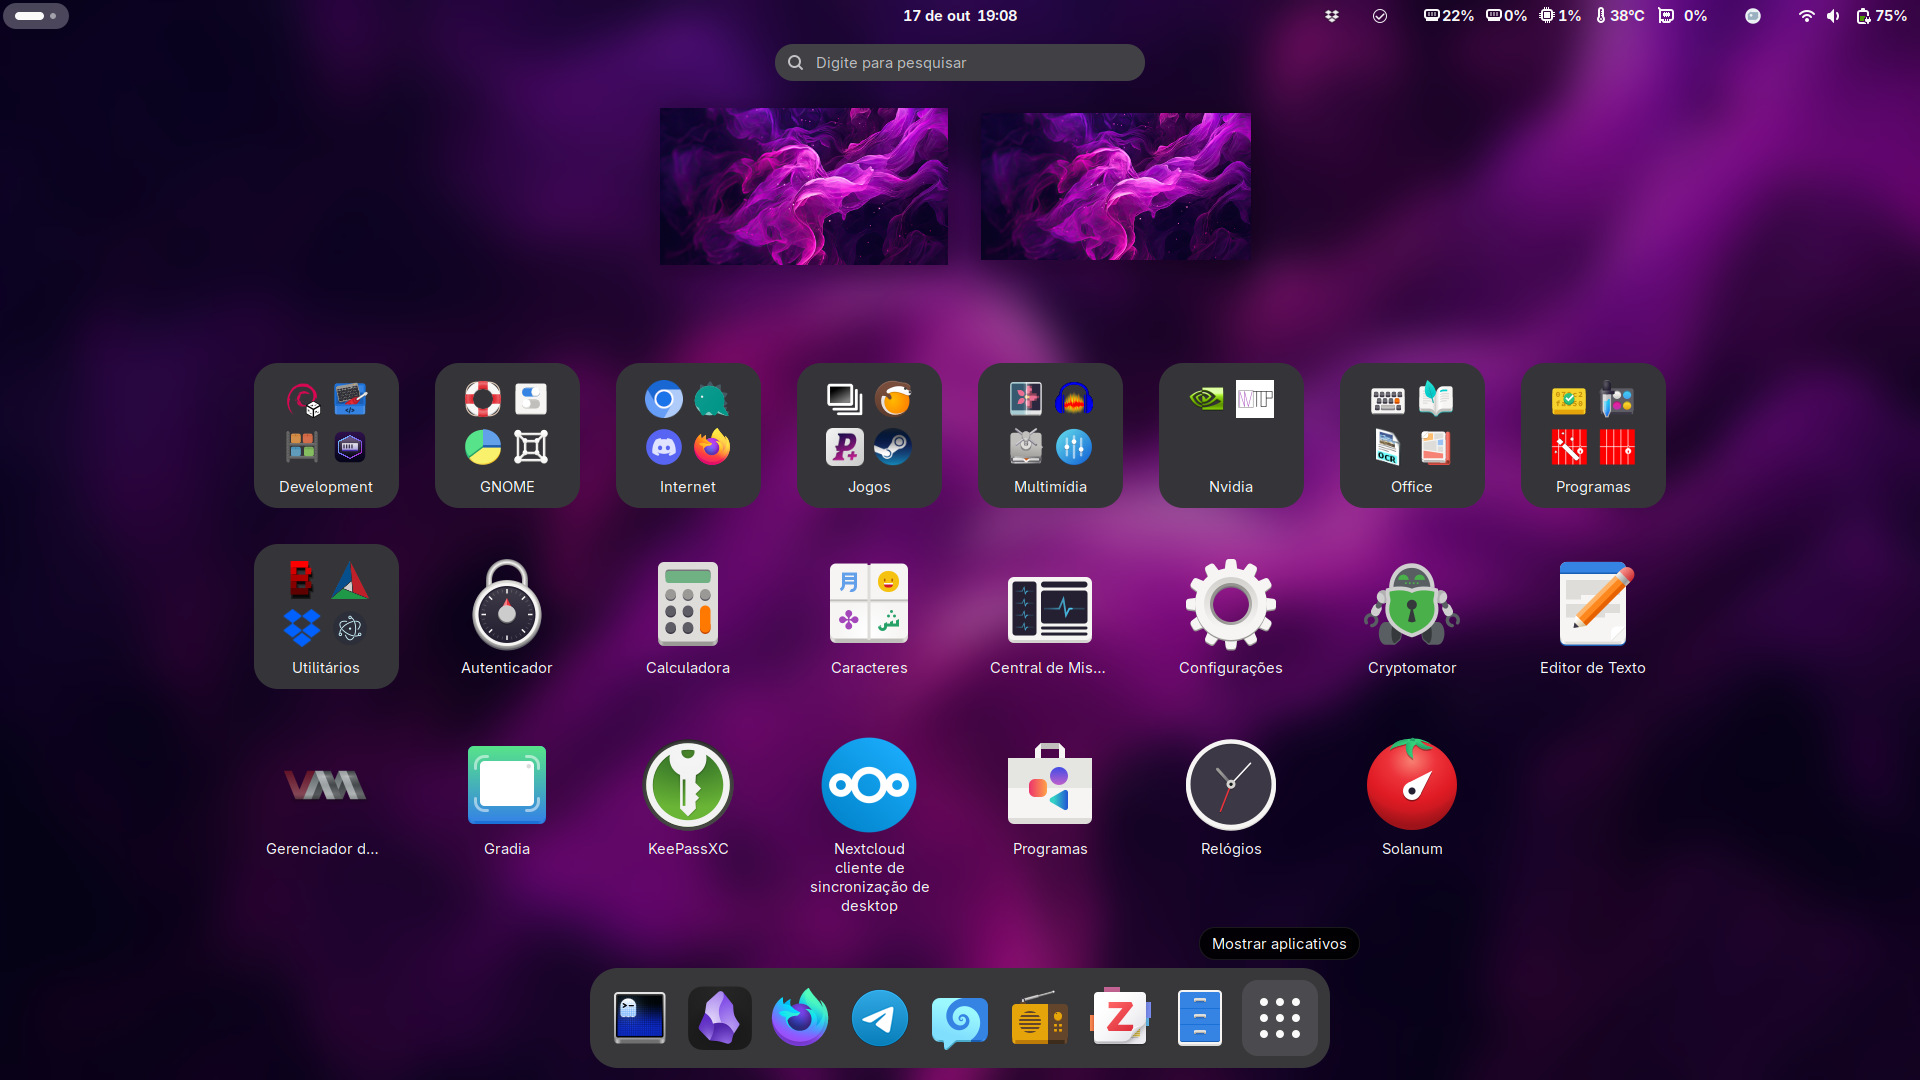 17 de out 19:08
22% 0% 1% 38°C 0% 75%
Digite para pesquisar
Development GNOME Internet Jogos Multimídia Nvidia Office Programas
Utilitários Autenticador Calculadora Caracteres Central de Mis... Configurações Cryptomator Editor de Texto
Gerenciador d... Gradia KeePassXC Nextcloud Programas Relógios Solanum
cliente de
sincronização de
desktop
Mostrar aplicativos